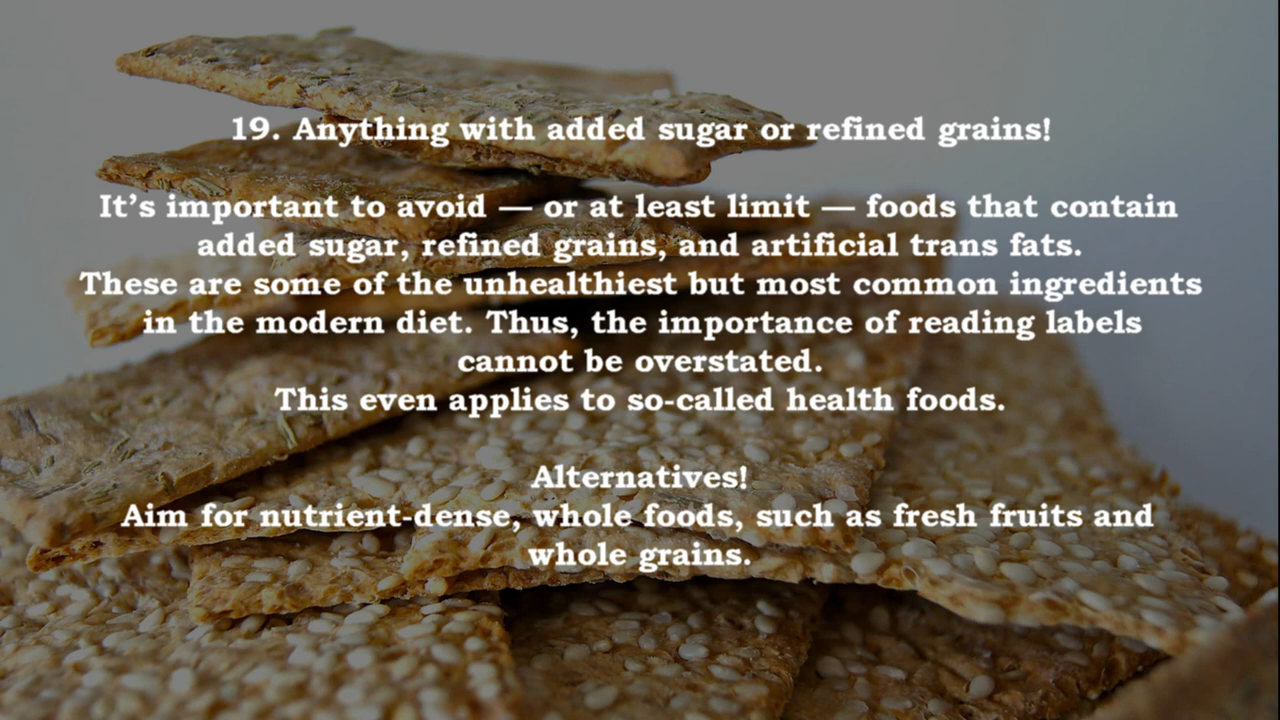 19. Anything with added sugar or refined grains!
It’s important to avoid — or at least limit — foods that contain
added sugar, refined grains, and artificial trans fats.
These are some of the unhealthiest but most common ingredients
in the modern diet. Thus, the importance of reading labels
cannot be overstated.
This even applies to so-called health foods.
Alternatives!
Aim for nutrient-dense, whole foods, such as fresh fruits and
whole grains.